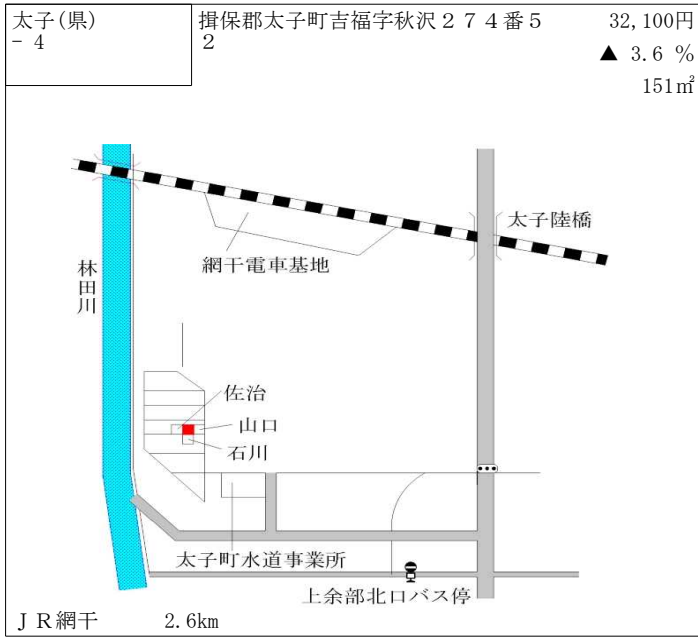 太子(県)
- 4
揖保郡太子町吉福字秋沢２７４番５
２
32,100円
▲ 3.6 %
151㎡
太子陸橋
網干電車基地
林田川
佐治
山口
石川
太子町水道事業所
上余部北口バス停
ＪＲ網干 2.6km